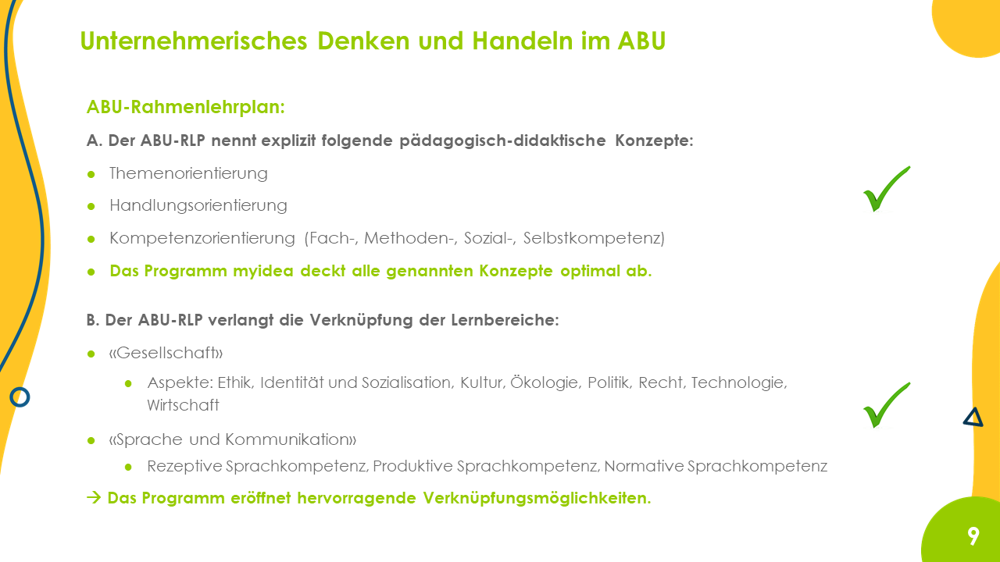 Unternehmerisches Denken und Handeln im ABU
ABU-Rahmenlehrplan:
A. Der ABU-RLP nennt explizit folgende pädagogisch-didaktische Konzepte:
● Themenorientierung
● Handlungsorientierung
● Kompetenzorientierung (Fach-, Methoden-, Sozial-, Selbstkompetenz)
● Das Programm myidea deckt alle genannten Konzepte optimal ab.
B. Der ABU-RLP verlangt die Verknüpfung der Lernbereiche:
● «Gesellschaft»
● Aspekte: Ethik, Identität und Sozialisation, Kultur, Ökologie, Politik, Recht, Technologie,
Wirtschaft
● «Sprache und Kommunikation»
● Rezeptive Sprachkompetenz, Produktive Sprachkompetenz, Normative Sprachkompetenz
→ Das Programm eröffnet hervorragende Verknüpfungsmöglichkeiten.
9